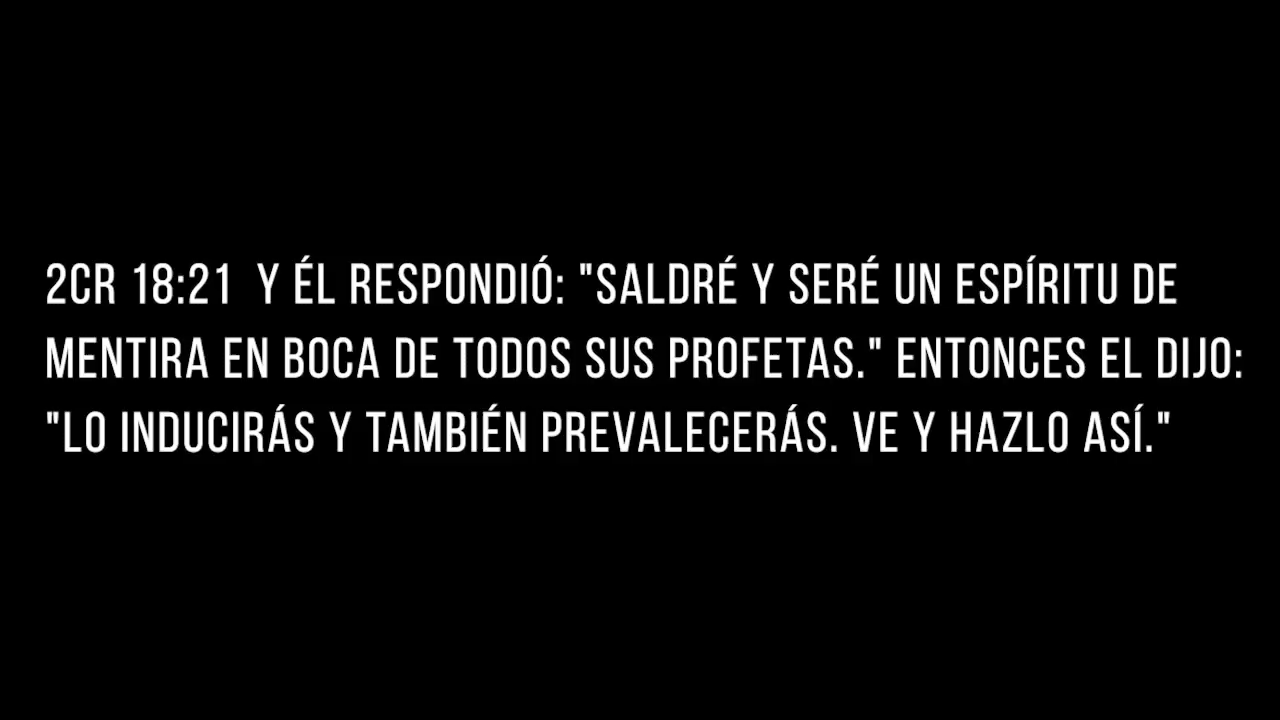 2CR 18:21  Y ÉL RESPONDIÓ: "SALDRÉ Y SERÉ UN ESPÍRITU DE
MENTIRA EN BOCA DE TODOS SUS PROFETAS." ENTONCES EL DIJO:
"LO INDUCIRÁS Y TAMBIÉN PREVALECERÁS. VE Y HAZLO ASÍ."